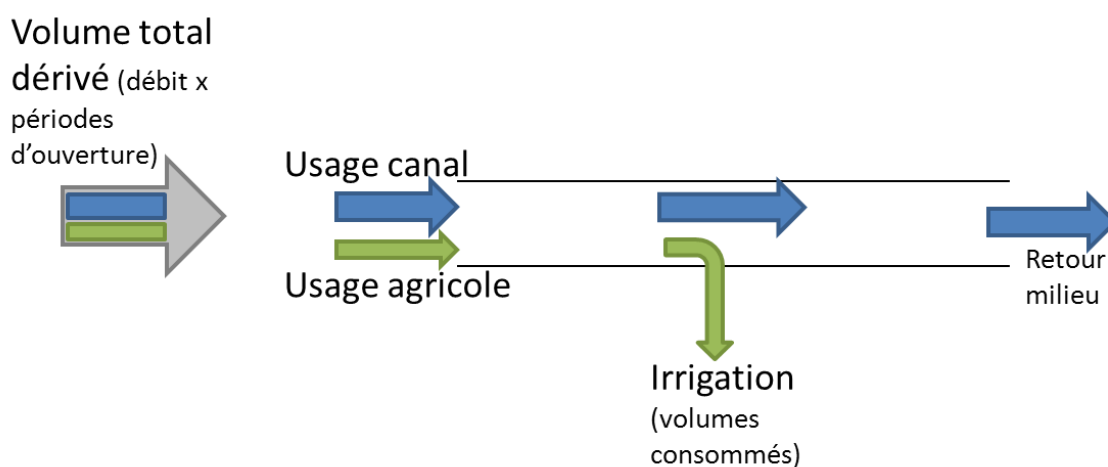 Volume total
dérivé (débit x
périodes
d'ouverture)
Usage canal
Usage agricole
Retour
milieu
Irrigation
(volumes
consommés)